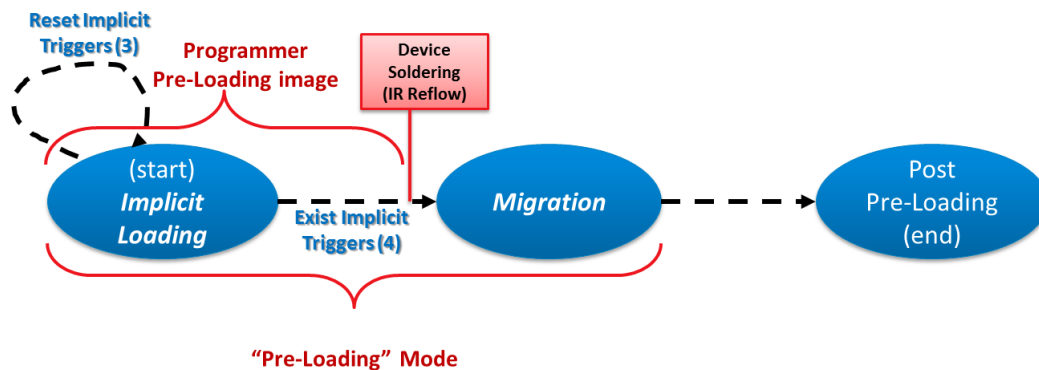 Reset Implicit
Triggers (3)
Programmer
Pre-Loading image
Device
Soldering
(IR Reflow)
(start)
Implicit
Loading
Exist Implicit
Triggers (4)
Migration
Post
Pre-Loading
(end)
“Pre-Loading” Mode